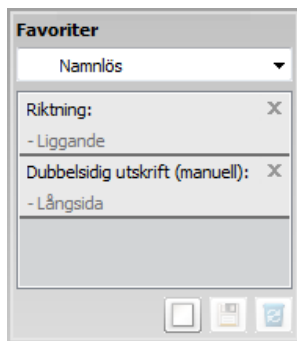 Favoriter
Namnlös
Riktning:
- Liggande
Dubbelsidig utskrift (manuell):
- Långsida